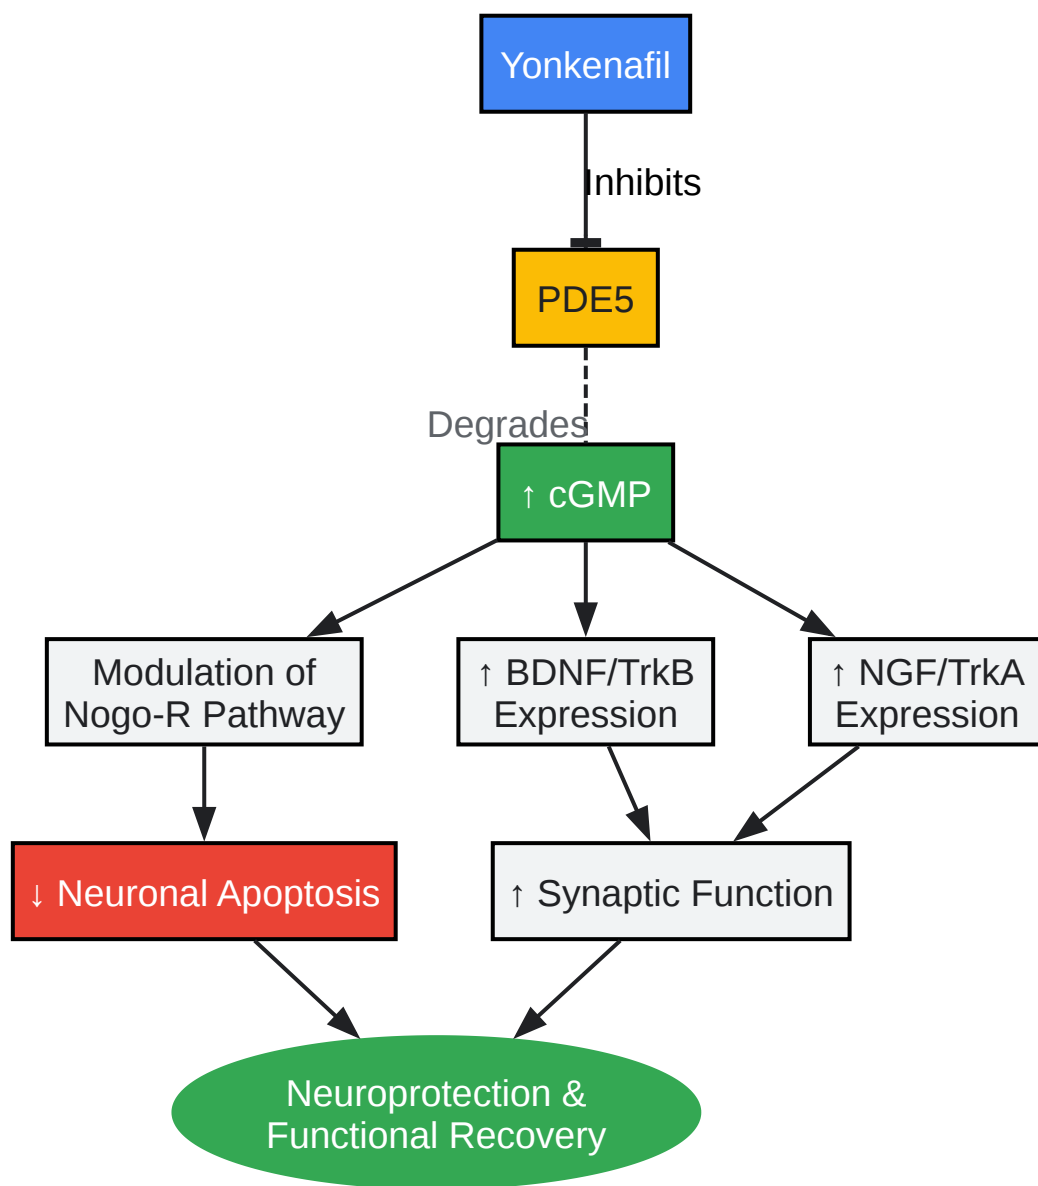 Yonkenafil
Inhibits
PDE5
Degrades
↑ cGMP
Modulation of
Nogo-R Pathway
↑ BDNF/TrkB
Expression
↑ NGF/TrkA
Expression
↓ Neuronal Apoptosis
↑ Synaptic Function
Neuroprotection &
Functional Recovery